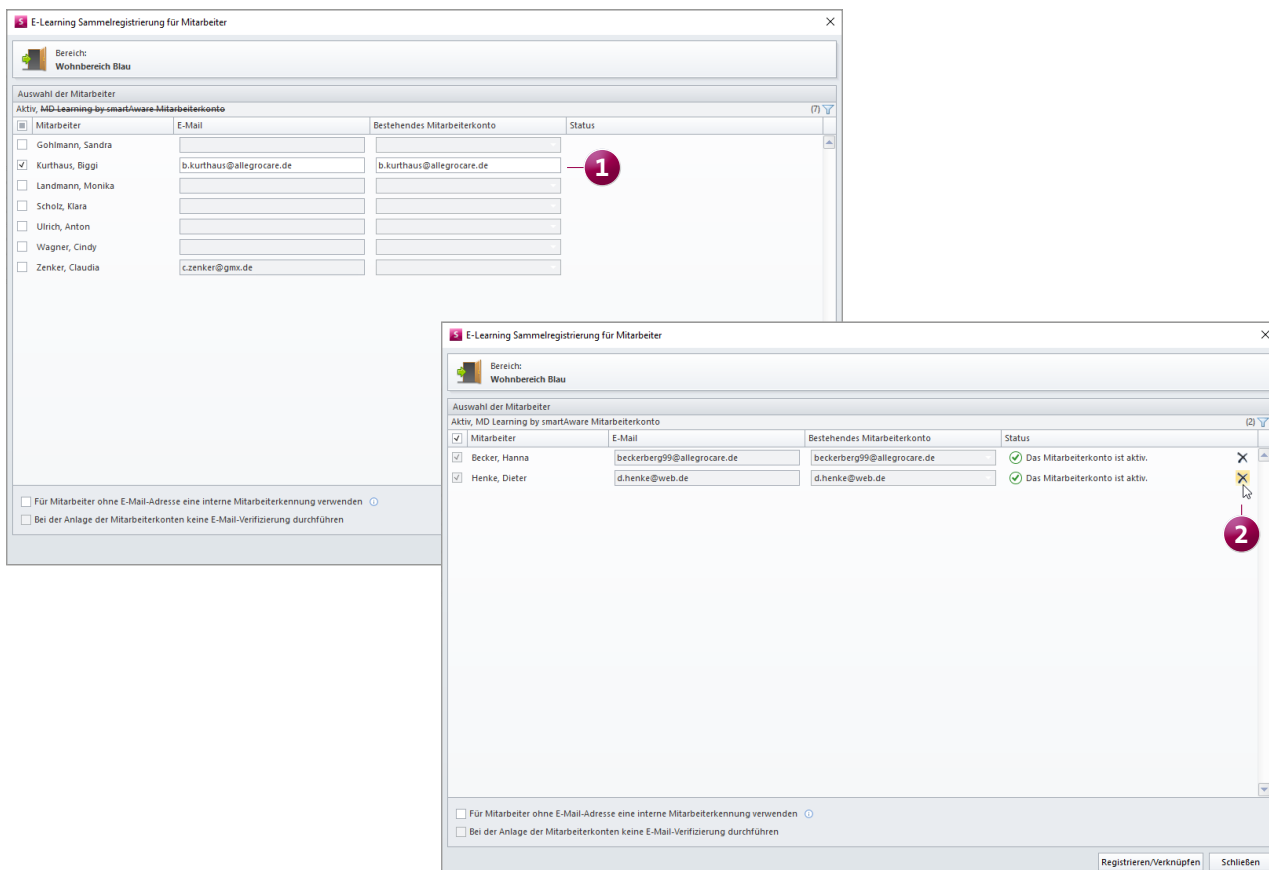 S E-Learning Sammelregistrierung für Mitarbeiter
Bereich:
Wohnbereich Blau
Auswahl der Mitarbeiter
Aktiv, MD Learning by smartAware Mitarbeiterkonto (7)
Mitarbeiter E-Mail Bestehendes Mitarbeiterkonto Status
Gohlmann, Sandra
Kurthaus, Biggi b.kurthaus@allegrocare.de b.kurthaus@allegrocare.de 1
Landmann, Monika
Scholz, Klara
Ulrich, Anton
Wagner, Cindy
Zenker, Claudia c.zenker@gmx.de
Für Mitarbeiter ohne E-Mail-Adresse eine interne Mitarbeiterkennung verwenden
Bei der Anlage der Mitarbeiterkonten keine E-Mail-Verifizierung durchführen
S E-Learning Sammelregistrierung für Mitarbeiter
Bereich:
Wohnbereich Blau
Auswahl der Mitarbeiter
Aktiv, MD Learning by smartAware Mitarbeiterkonto (2)
Mitarbeiter E-Mail Bestehendes Mitarbeiterkonto Status
Becker, Hanna beckerberg99@allegrocare.de beckerberg99@allegrocare.de Das Mitarbeiterkonto ist aktiv.
Henke, Dieter d.henke@web.de d.henke@web.de Das Mitarbeiterkonto ist aktiv.
2
Für Mitarbeiter ohne E-Mail-Adresse eine interne Mitarbeiterkennung verwenden
Bei der Anlage der Mitarbeiterkonten keine E-Mail-Verifizierung durchführen
Registrieren/Verknüpfen Schließen